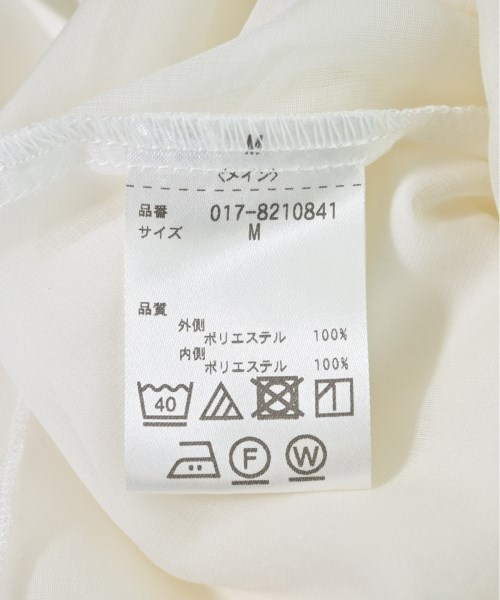 M
〈メイン〉
品番 017-8210841
サイズ M
品質
外側
ポリエステル 100%
内側
ポリエステル 100%
40
F W